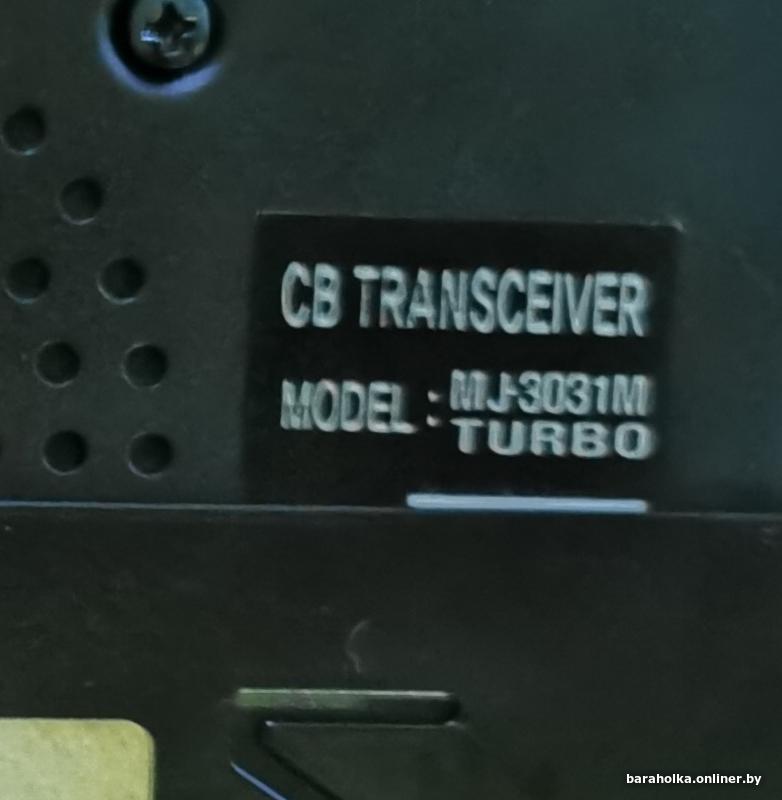 CB TRANSCEIVER
MODEL : MJ-3031M
TURBO
baraholka.onliner.by